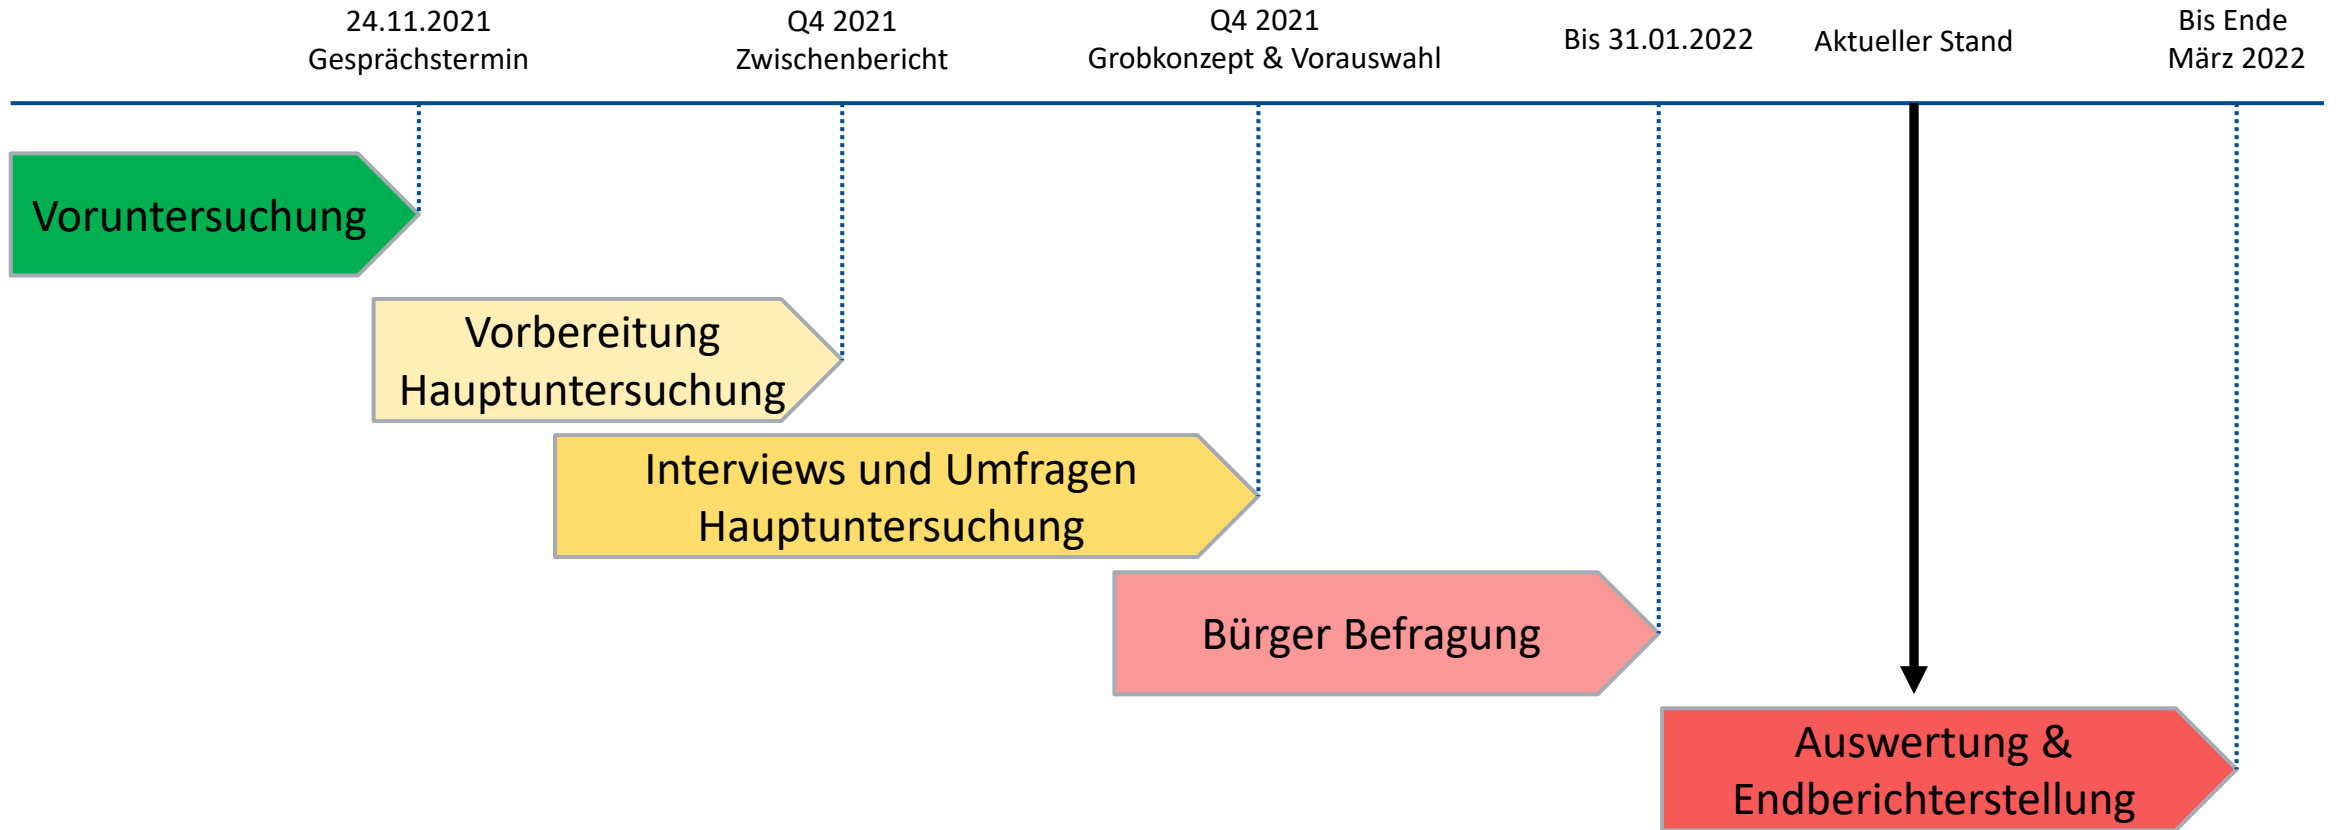 24.11.2021
Gesprächstermin
Q4 2021
Zwischenbericht
Q4 2021
Grobkonzept & Vorauswahl
Bis 31.01.2022
Aktueller Stand
Bis Ende
März 2022
Voruntersuchung
Vorbereitung
Hauptuntersuchung
Interviews und Umfragen
Hauptuntersuchung
Bürger Befragung
Auswertung &
Endberichterstellung